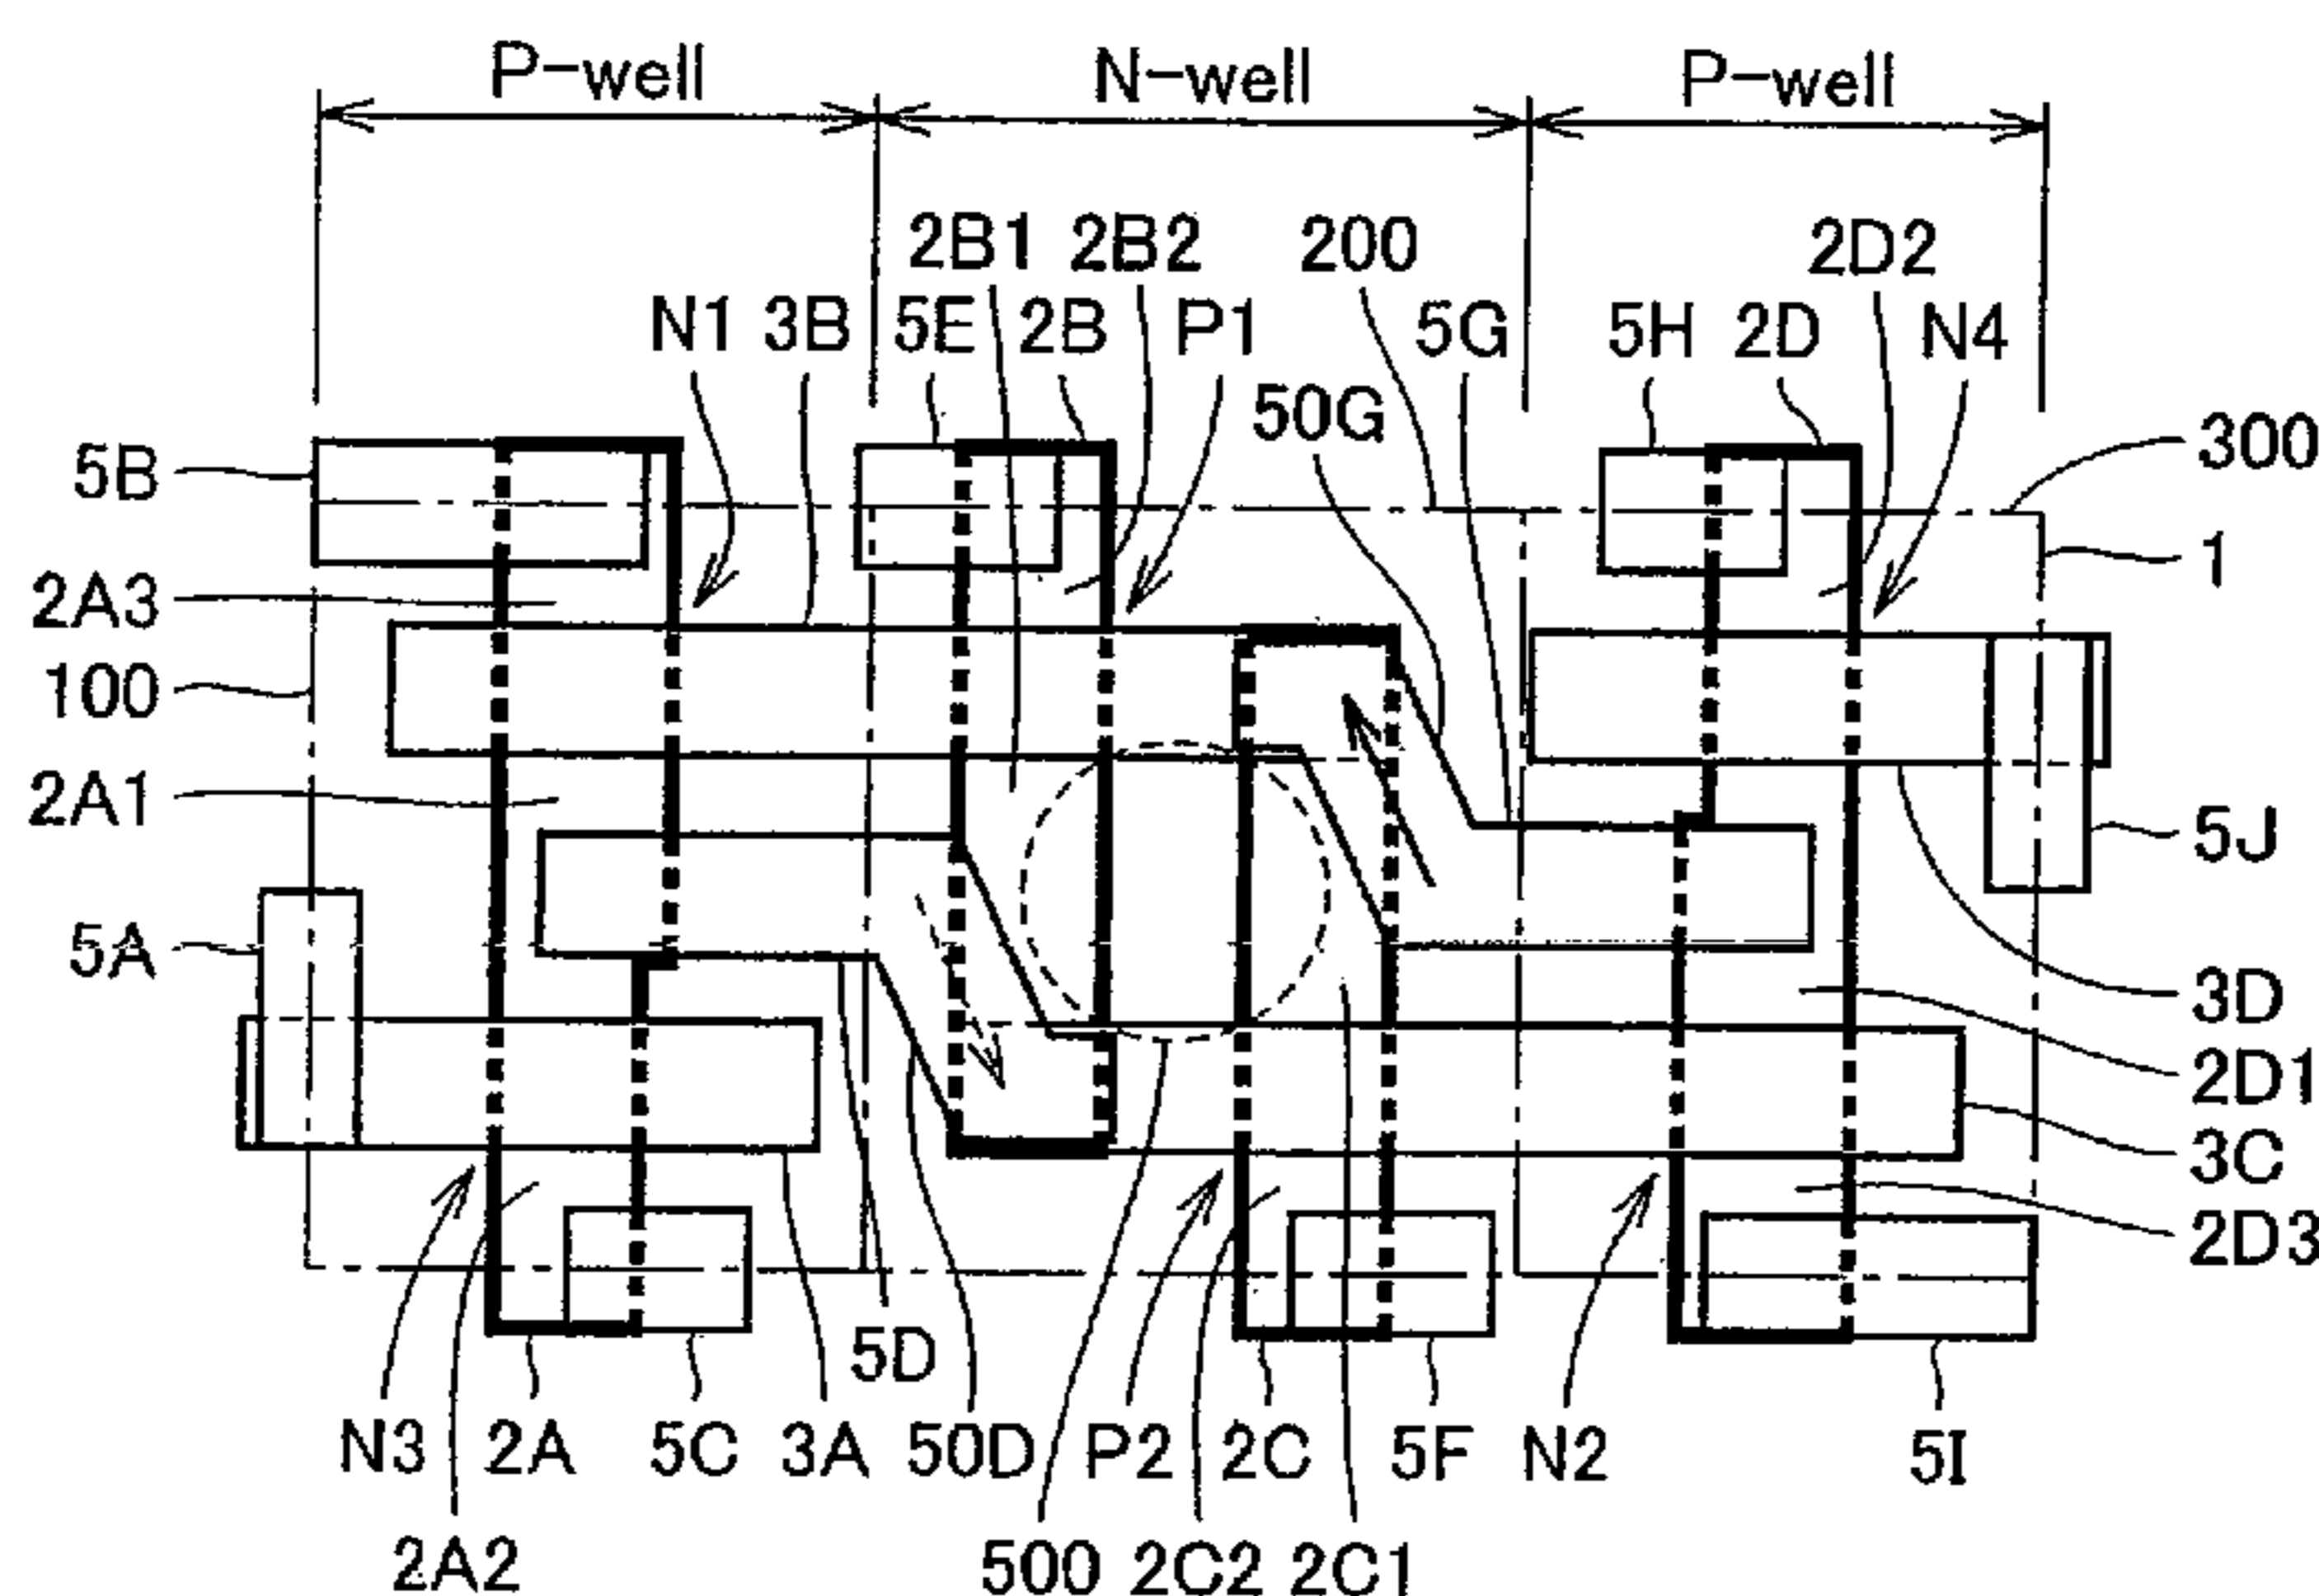 P-well N-well P-well
2B1 2B2 200 2D2
N1 3B 5E 2B P1 5G 5H 2D N4
50G
5B 300
2A3 1
100
2A1 5J
5A
3D
2D1
3C
2D3
5D
N3 2A 5C 3A 50D P2 2C 5F N2 5I
2A2 500 2C2 2C1